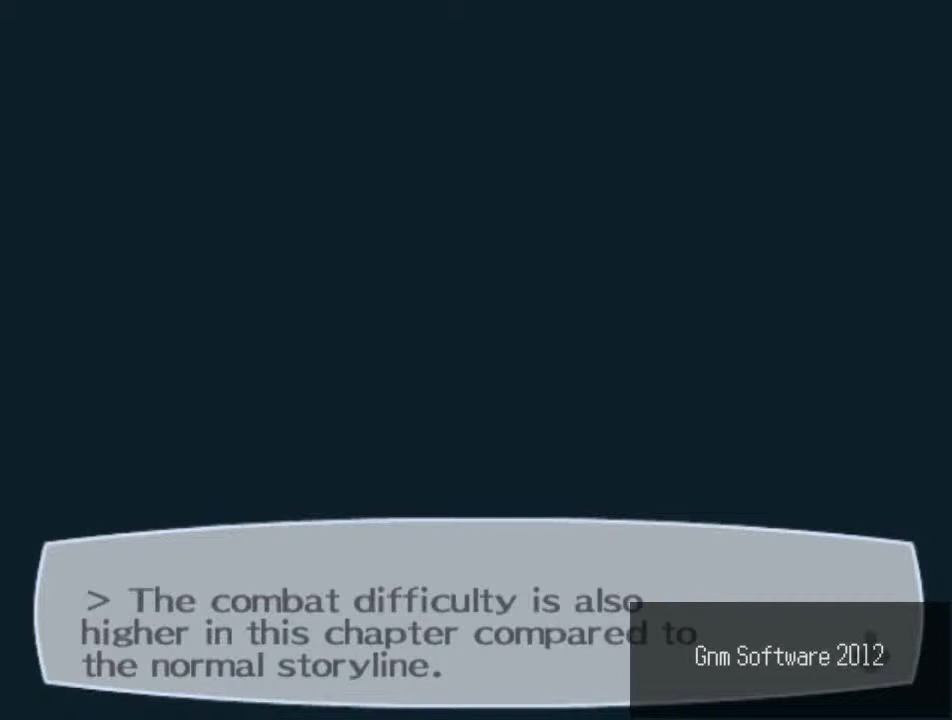 > The combat difficulty is also
higher in this chapter compared to
the normal storyline.
Gnm Software 2012